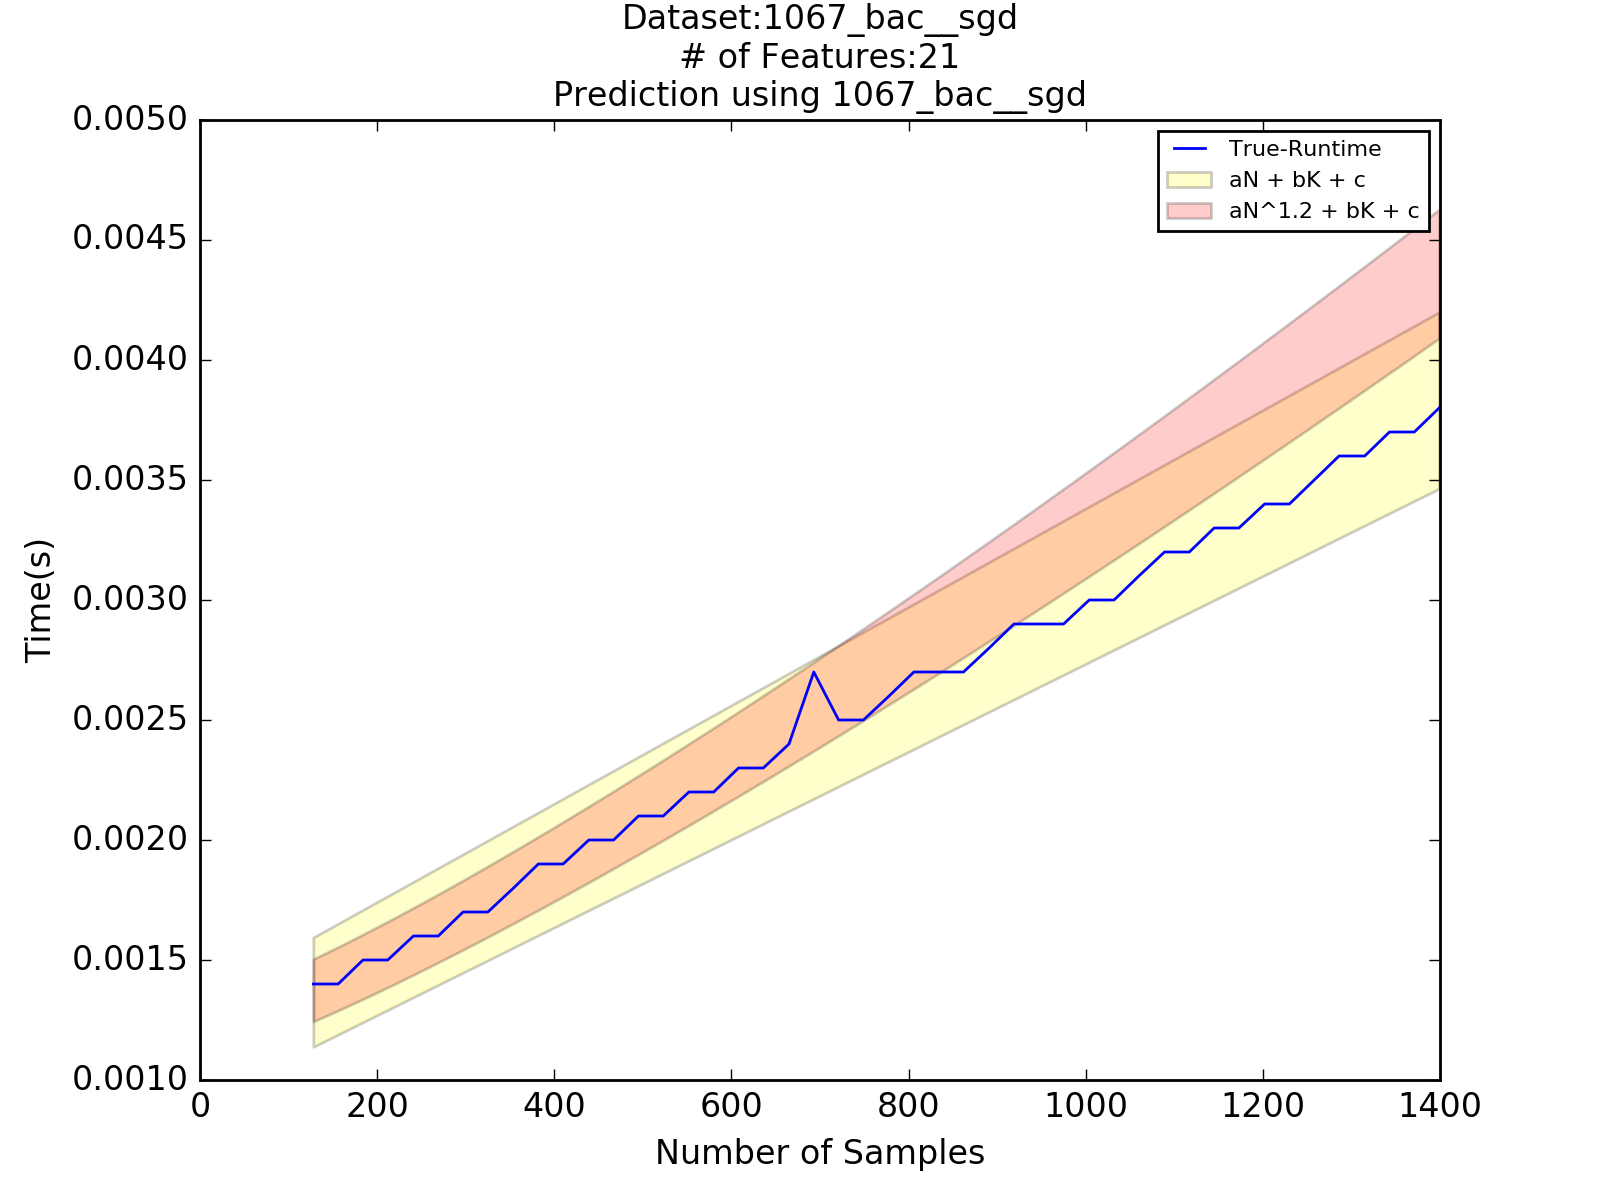 Dataset:1067_bac__sgd
# of Features:21
Prediction using 1067_bac__sgd
0.0050
0.0045
0.0040
0.0035
0.0030
0.0025
0.0020
0.0015
0.0010
Time(s)
True-Runtime
aN + bK + c
aN^1.2 + bK + c
0 200 400 600 800 1000 1200 1400
Number of Samples